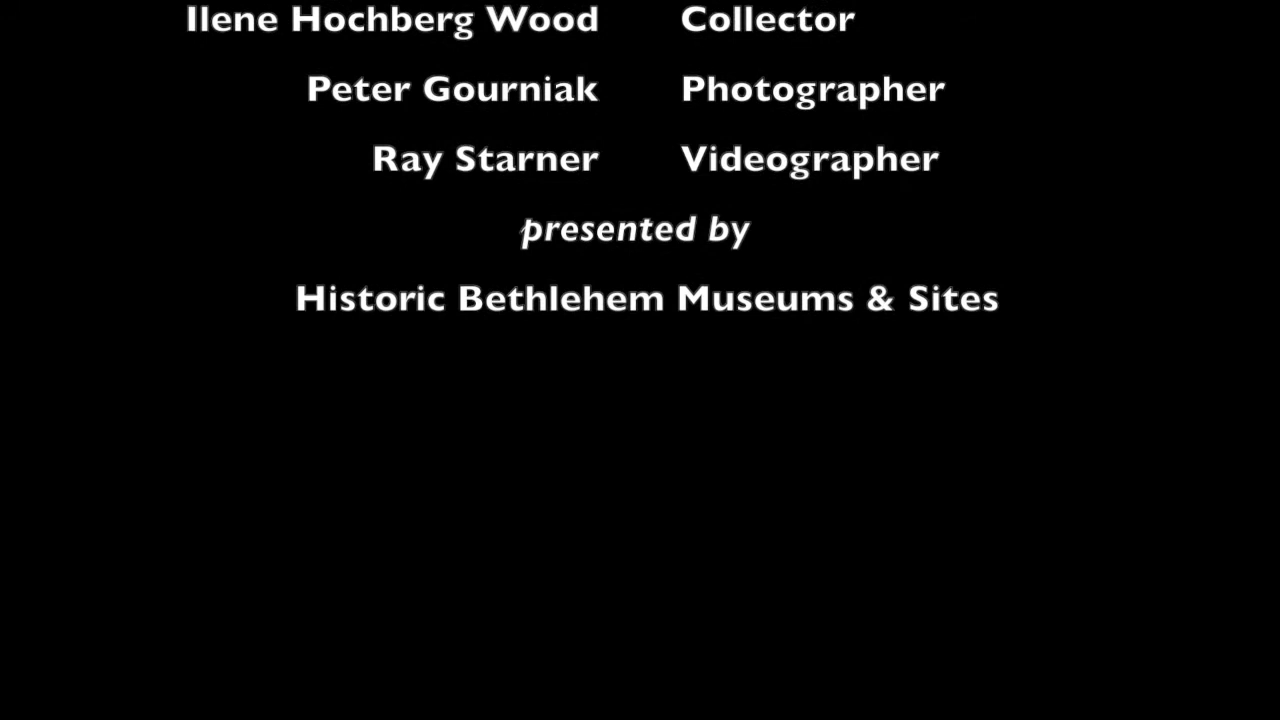 Ilene Hochberg Wood Collector
Peter Gourniak Photographer
Ray Starner Videographer
presented by
Historic Bethlehem Museums & Sites